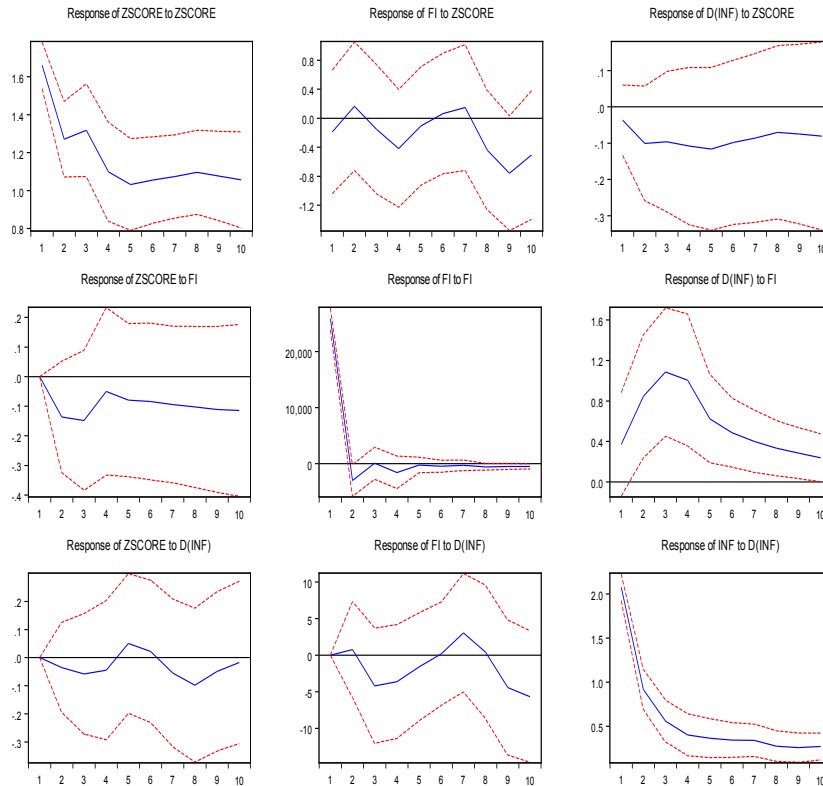 Response of ZSCORE to ZSCORE
1.6
1.4
1.2
1.0
0.8
1 2 3 4 5 6 7 8 9 10
Response of FI to ZSCORE
0.8
0.4
0.0
-0.4
-0.8
-1.2
1 2 3 4 5 6 7 8 9 10
Response of D(INF) to ZSCORE
.1
.0
-.1
-.2
-.3
1 2 3 4 5 6 7 8 9 10
Response of ZSCORE to FI
.2
.1
.0
-.1
-.2
-.3
-.4
1 2 3 4 5 6 7 8 9 10
Response of FI to FI
20,000
10,000
0
1 2 3 4 5 6 7 8 9 10
Response of D(INF) to FI
1.6
1.2
0.8
0.4
0.0
1 2 3 4 5 6 7 8 9 10
Response of ZSCORE to D(INF)
.2
.1
.0
-.1
-.2
-.3
1 2 3 4 5 6 7 8 9 10
Response of FI to D(INF)
10
5
0
-5
-10
1 2 3 4 5 6 7 8 9 10
Response of INF to D(INF)
2.0
1.5
1.0
0.5
1 2 3 4 5 6 7 8 9 10